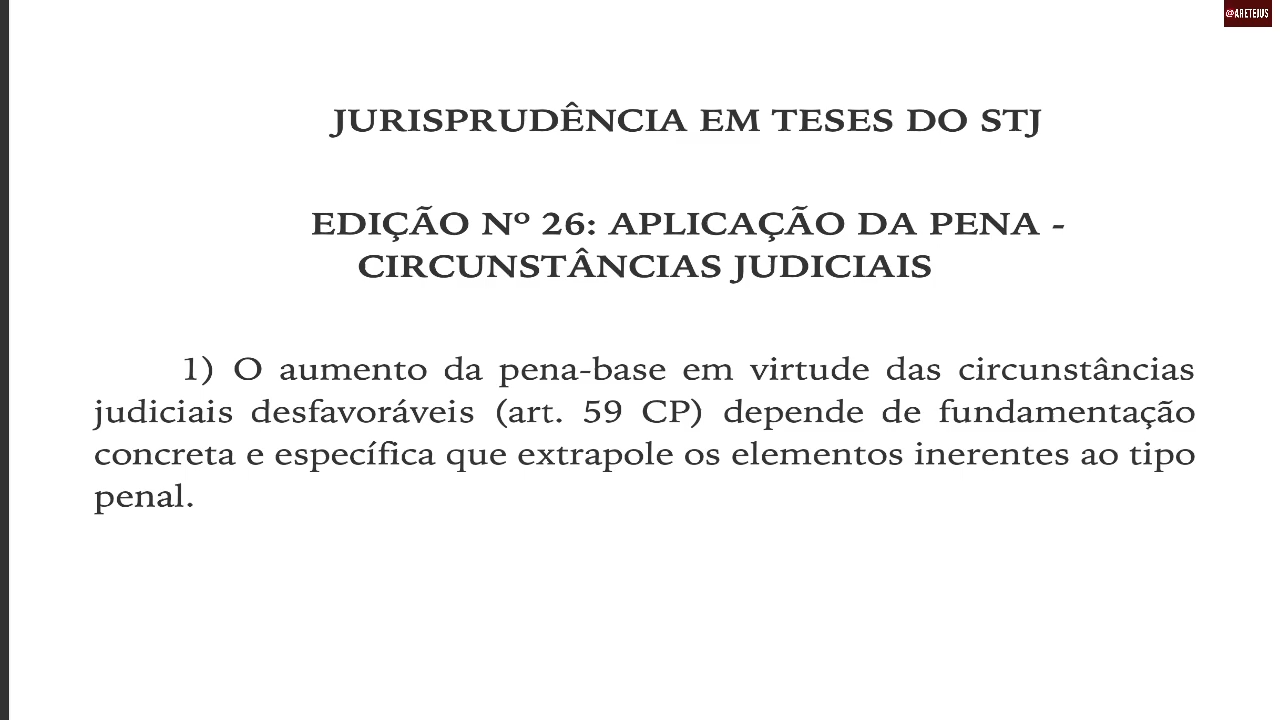 @ARETEJUS
JURISPRUDÊNCIA EM TESES DO STJ
EDIÇÃO Nº 26: APLICAÇÃO DA PENA -
CIRCUNSTÂNCIAS JUDICIAIS
1) O aumento da pena-base em virtude das circunstâncias
judiciais desfavoráveis (art. 59 CP) depende de fundamentação
concreta e específica que extrapole os elementos inerentes ao tipo
penal.